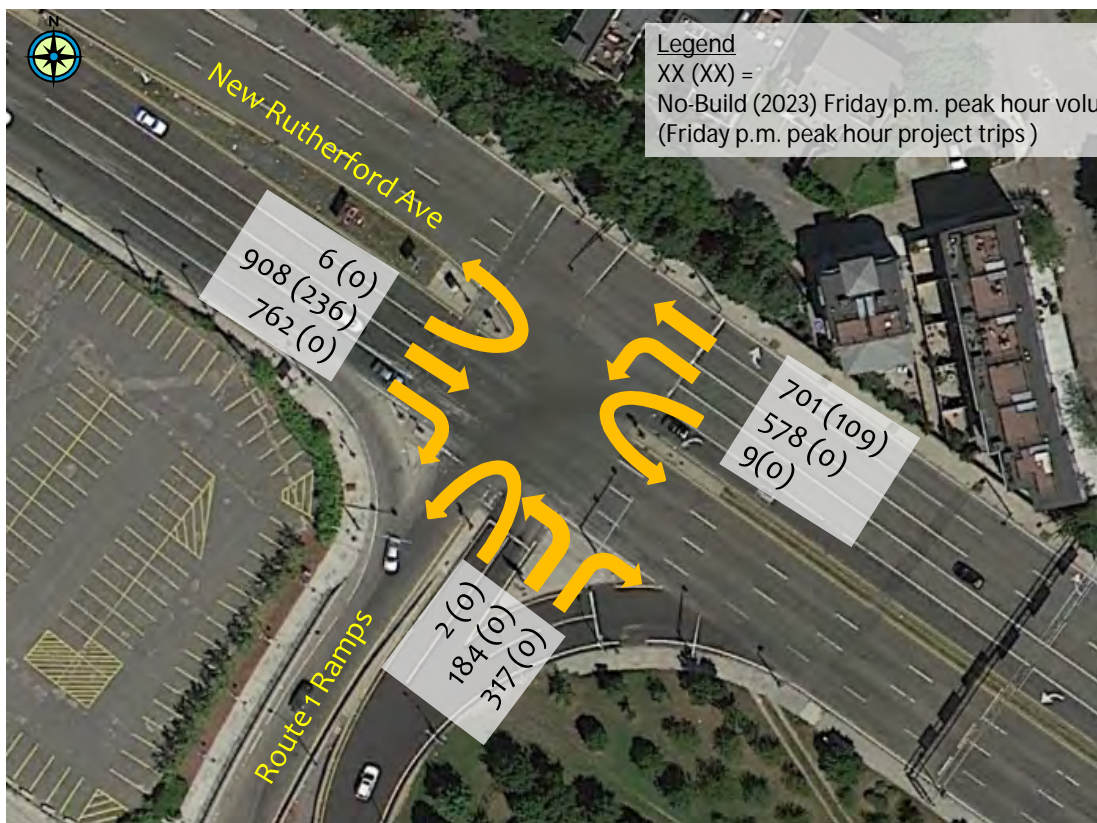 N
Legend
XX (XX) =
No-Build (2023) Friday p.m. peak hour volu
(Friday p.m. peak hour project trips )
New Rutherford Ave
6 (0)
908 (236)
762 (0)
701 (109)
578 (0)
9(0)
2 (0)
184 (0)
317 (0)
Route 1 Ramps